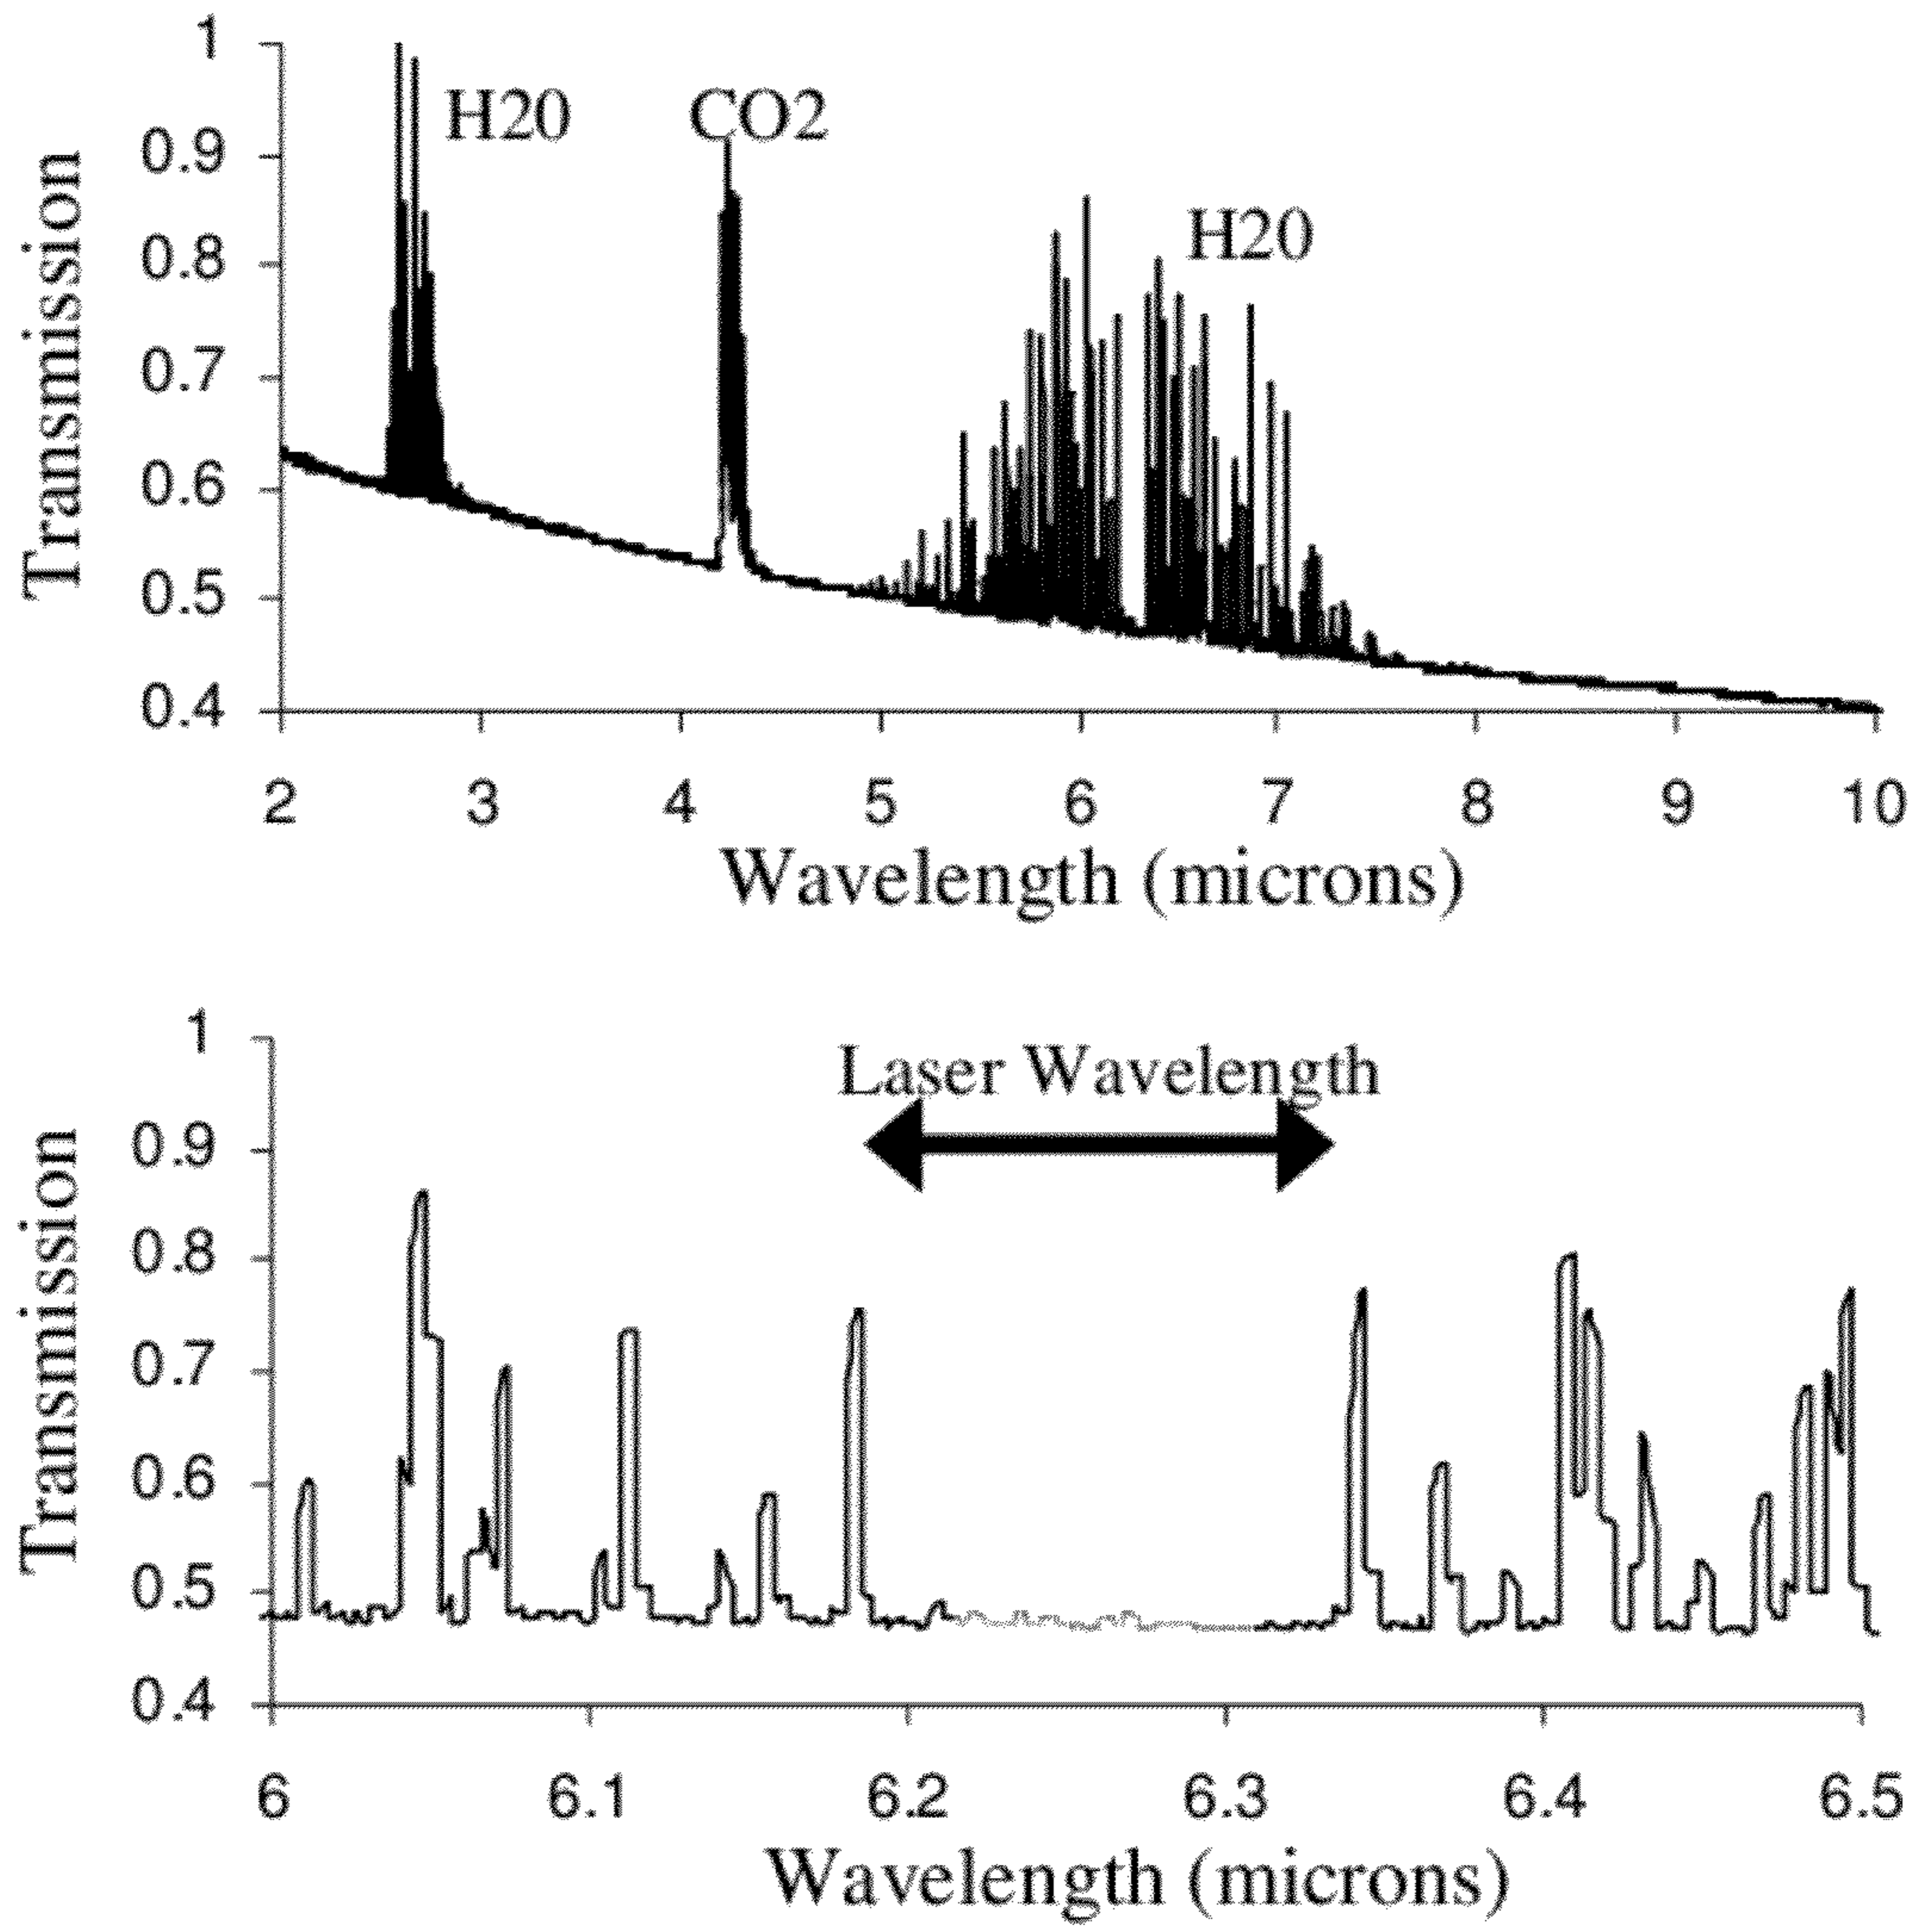 1
H20
CO2
0.9
0.8
H20
0.7
0.6
0.5
0.4
Transmission
2 3 4 5 6 7 8 9 10
Wavelength (microns)
1
Laser Wavelength
0.9
0.8
0.7
0.6
0.5
0.4
Transmission
6 6.1 6.2 6.3 6.4 6.5
Wavelength (microns)